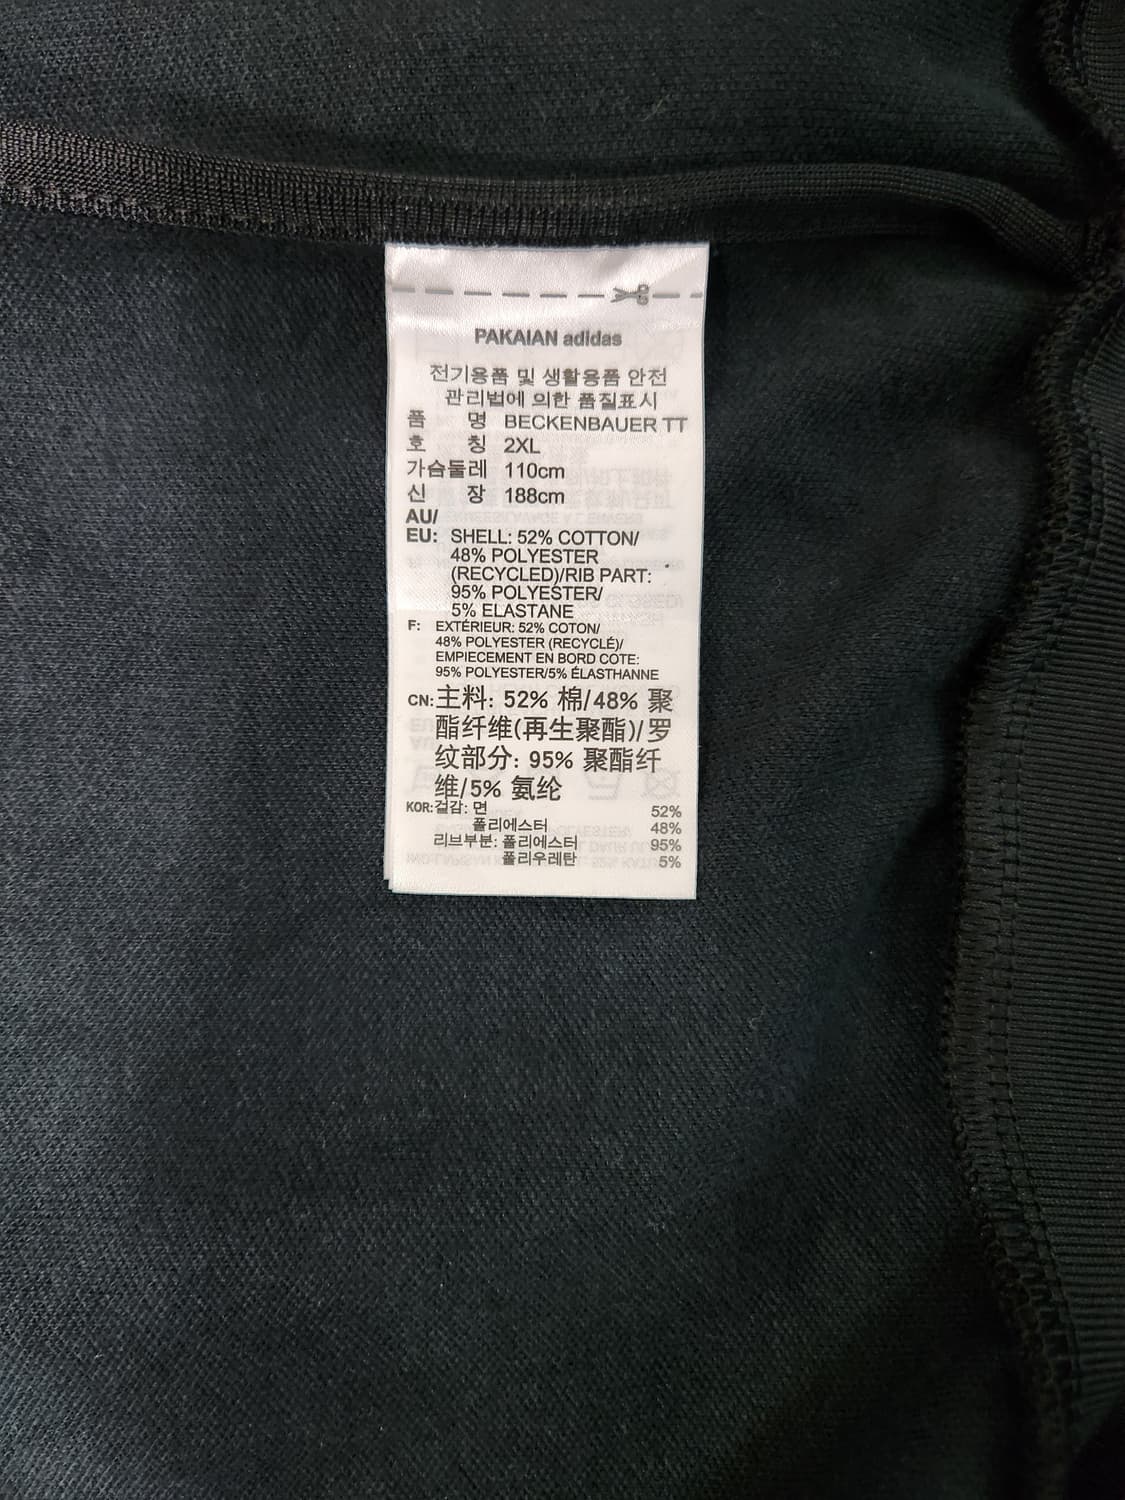 PAKAIAN adidas
전기용품 및 생활용품 안전
관리법에 의한 품질표시
품 명 BECKENBAUER TT
호 칭 2XL
가슴둘레 110cm
신 장 188cm
AU/
EU: SHELL: 52% COTTON/
48% POLYESTER
(RECYCLED)/RIB PART:
95% POLYESTER/
5% ELASTANE
F: EXTÉRIEUR: 52% COTON/
48% POLYESTER (RECYCLÉ)/
EMPIECEMENT EN BORD COTE:
95% POLYESTER/5% ÉLASTHANNE
CN: 主料: 52% 棉/48% 聚
酯纤维(再生聚酯)/罗
纹部分: 95% 聚酯纤
维/5% 氨纶
KOR: 겉감: 면 52%
폴리에스터 48%
리브부분: 폴리에스터 95%
폴리우레탄 5%